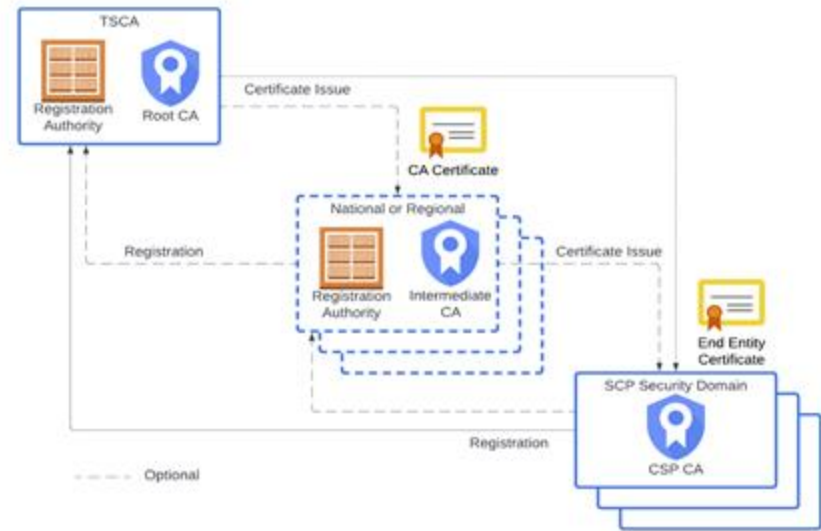 TSCA
Registration
Authority
Root CA
Certificate Issue
CA Certificate
National or Regional
Registration
Certificate Issue
Registration
Authority
Intermediate
CA
End Entity
Certificate
SCP Security Domain
Registration
CSP CA
Optional